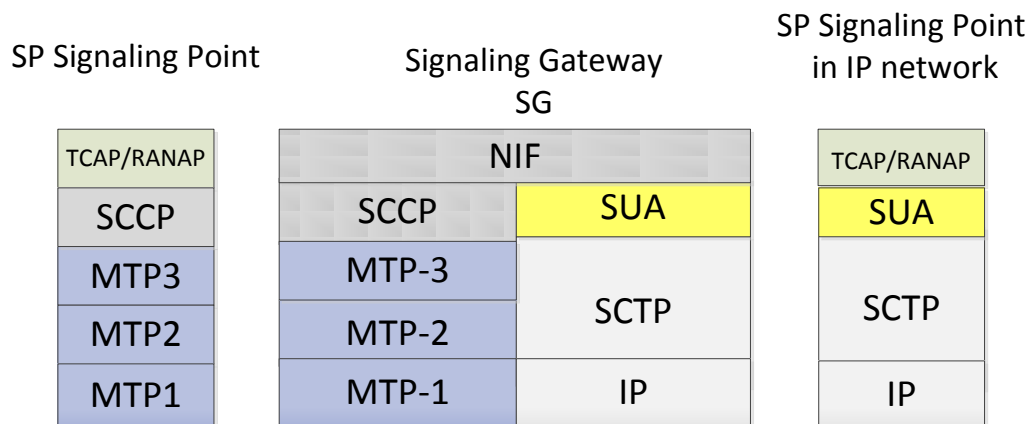 SP Signaling Point
Signaling Gateway
SG
SP Signaling Point
in IP network
TCAP/RANAP
SCCP
MTP3
MTP2
MTP1
NIF
SCCP
SUA
MTP-3
MTP-2
SCTP
MTP-1
IP
TCAP/RANAP
SUA
SCTP
IP